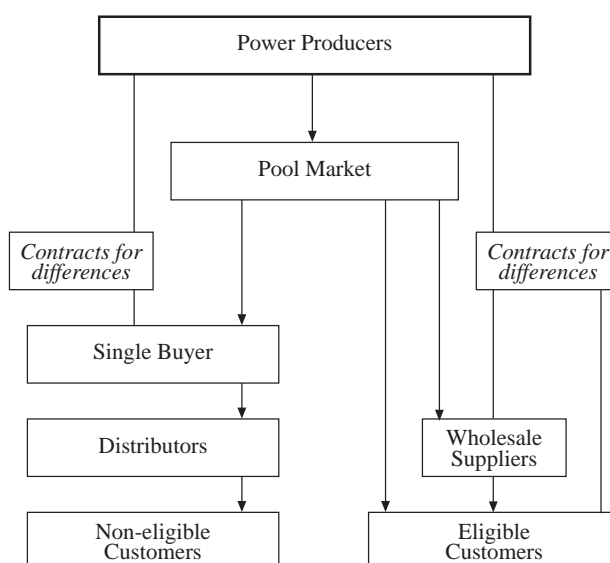 Power Producers
Pool Market
Contracts for
differences
Contracts for
differences
Single Buyer
Distributors
Wholesale
Suppliers
Non-eligible
Customers
Eligible
Customers